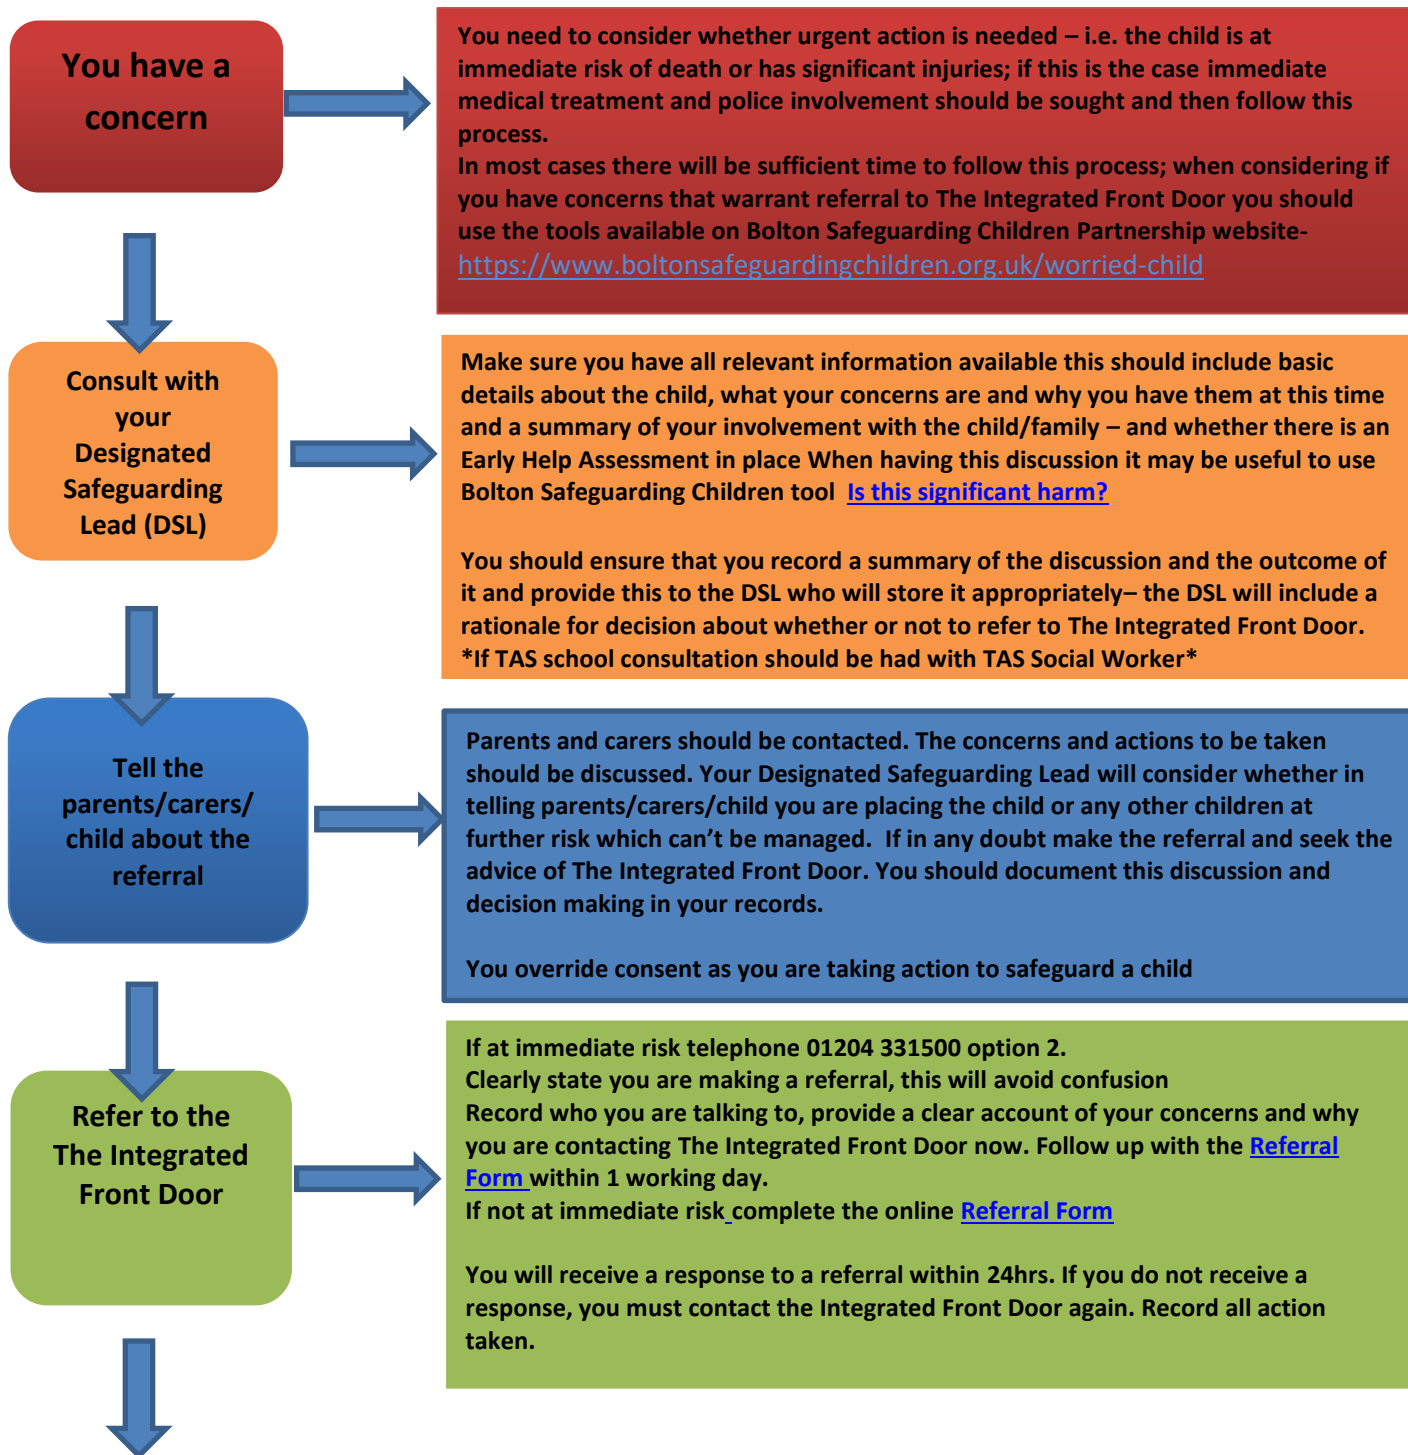 You have a
concern
You need to consider whether urgent action is needed – i.e. the child is at
immediate risk of death or has significant injuries; if this is the case immediate
medical treatment and police involvement should be sought and then follow this
process.
In most cases there will be sufficient time to follow this process; when considering if
you have concerns that warrant referral to The Integrated Front Door you should
use the tools available on Bolton Safeguarding Children Partnership website-
https://www.boltonsafeguardingchildren.org.uk/worried-child
Consult with
your
Designated
Safeguarding
Lead (DSL)
Make sure you have all relevant information available this should include basic
details about the child, what your concerns are and why you have them at this time
and a summary of your involvement with the child/family – and whether there is an
Early Help Assessment in place When having this discussion it may be useful to use
Bolton Safeguarding Children tool Is this significant harm?
You should ensure that you record a summary of the discussion and the outcome of
it and provide this to the DSL who will store it appropriately– the DSL will include a
rationale for decision about whether or not to refer to The Integrated Front Door.
*If TAS school consultation should be had with TAS Social Worker*
Tell the
parents/carers/
child about the
referral
Parents and carers should be contacted. The concerns and actions to be taken
should be discussed. Your Designated Safeguarding Lead will consider whether in
telling parents/carers/child you are placing the child or any other children at
further risk which can’t be managed. If in any doubt make the referral and seek the
advice of The Integrated Front Door. You should document this discussion and
decision making in your records.
You override consent as you are taking action to safeguard a child
Refer to the
The Integrated
Front Door
If at immediate risk telephone 01204 331500 option 2.
Clearly state you are making a referral, this will avoid confusion
Record who you are talking to, provide a clear account of your concerns and why
you are contacting The Integrated Front Door now. Follow up with the Referral
Form within 1 working day.
If not at immediate risk complete the online Referral Form
You will receive a response to a referral within 24hrs. If you do not receive a
response, you must contact the Integrated Front Door again. Record all action
taken.